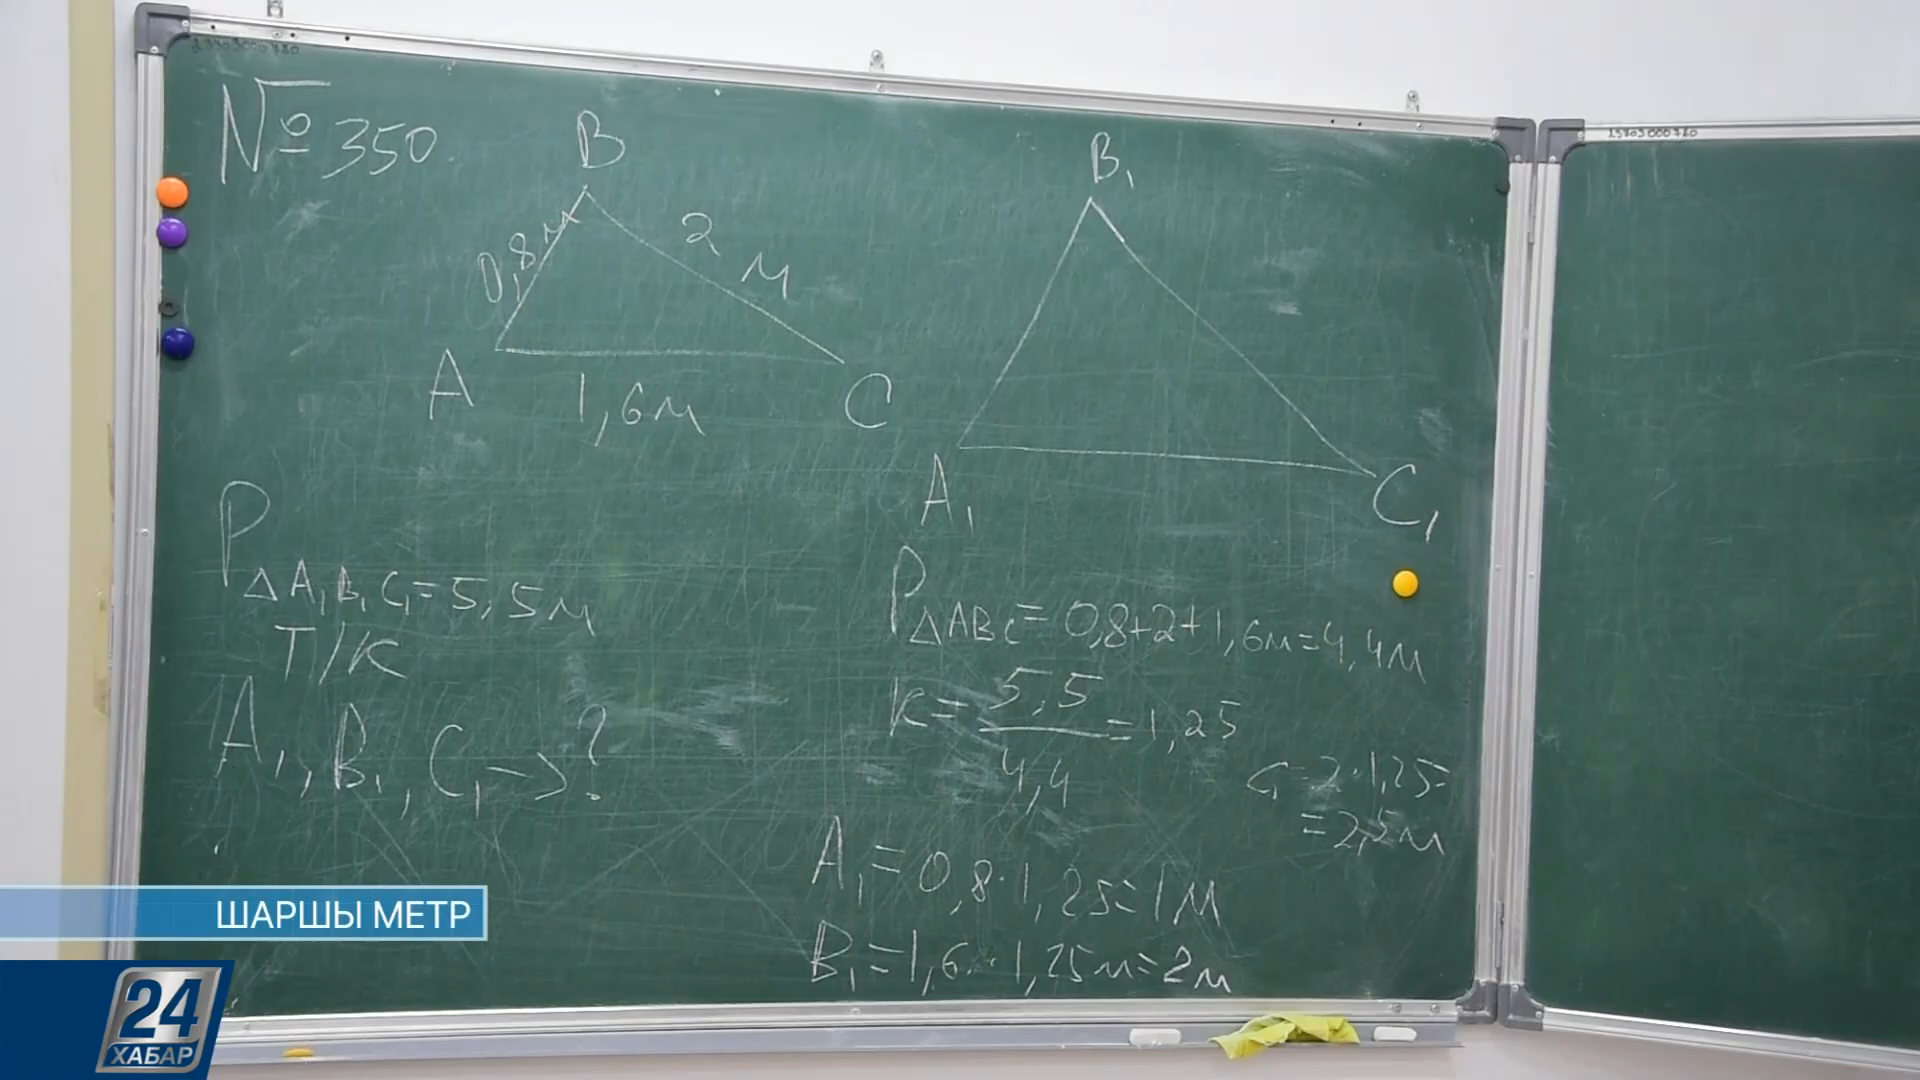 № 350
B
0,8м
2 м
A
1,6м
C
B₁
A₁
C₁
P△A₁B₁C₁=5,5м
Т/К
A₁, B₁, C₁ -> ?
P△ABC=0,8+2+1,6м=4,4м
K=5,5/4,4=1,25
C₁=2·1,25=
=2,5м
A₁=0,8·1,25=1м
B₁=1,6·1,25м=2м
ШАРШЫ МЕТР
24
ХАБАР